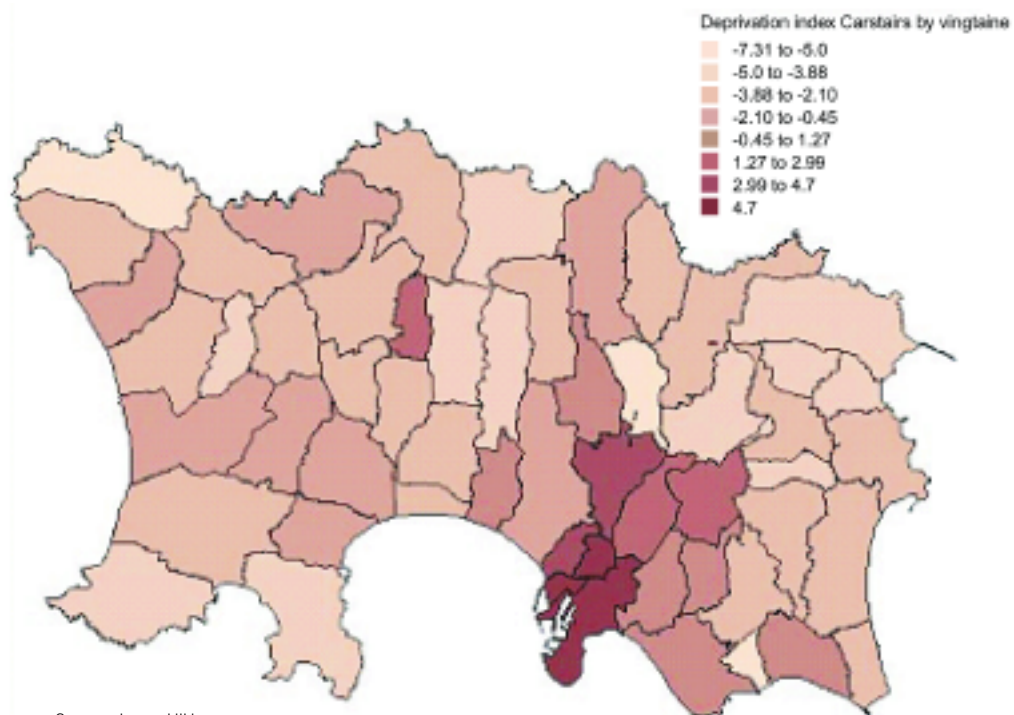 Deprivation index Carstairs by vingtaine
-7.31 to -5.0
-5.0 to -3.88
-3.88 to -2.10
-2.10 to -0.45
-0.45 to 1.27
1.27 to 2.99
2.99 to 4.7
4.7